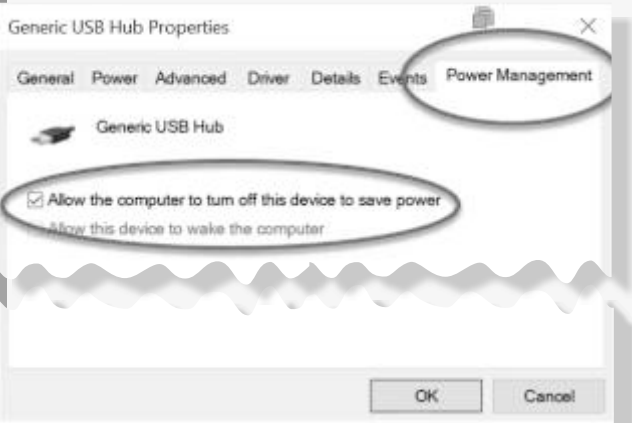 Generic USB Hub Properties
General Power Advanced Driver Details Events Power Management
Generic USB Hub
Allow the computer to turn off this device to save power
Allow this device to wake the computer
OK Cancel